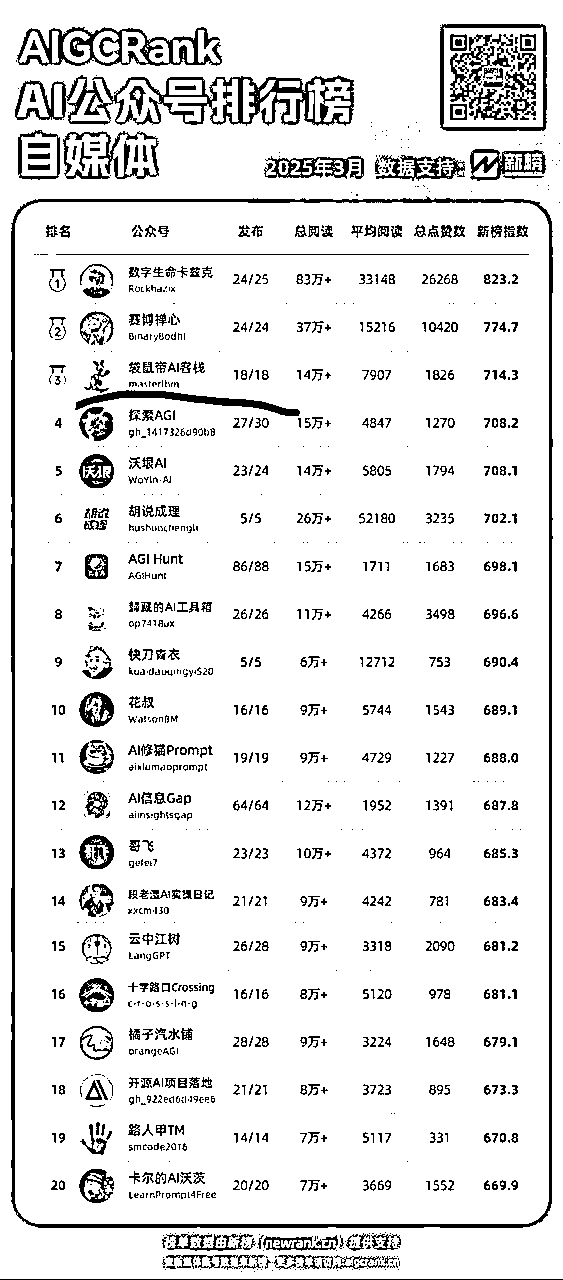 AIGCRank
AI公众号排行榜
自媒体
2025年3月 数据支持: 新榜
排名 公众号 发布 总阅读 平均阅读 总点赞数 新榜指数
1 数字生命卡兹克 24/25 83万+ 33148 26268 823.2
Rockhazix
2 赛博禅心 24/24 37万+ 15216 10420 774.7
BinaryBodhi
3 袋鼠帝AI客栈 18/18 14万+ 7907 1826 714.3
masterlbm
4 探索AGI 27/30 15万+ 4847 1270 708.2
gh_1417326d90b8
5 沃垠AI 23/24 14万+ 5805 1794 708.1
WoYin-AI
6 胡说成理 5/5 26万+ 52180 3235 702.1
hushuochengli
7 AGI Hunt 86/88 15万+ 1711 1683 698.1
AGIHunt
8 歸藏的AI工具箱 26/26 11万+ 4266 3498 696.6
op7418ux
9 快刀青衣 5/5 6万+ 12712 753 690.4
kuaidaoqingyi520
10 花叔 16/16 9万+ 5744 1543 689.1
WatsonBM
11 AI修猫Prompt 19/19 9万+ 4729 1227 688.0
aixiumaoprompt
12 AI信息Gap 64/64 12万+ 1952 1391 687.8
aiinsightsgap
13 哥飞 23/23 10万+ 4372 964 685.3
gefei7
14 段老湿AI实操日记 21/21 9万+ 4242 781 683.4
xxcm430
15 云中江树 26/28 9万+ 3318 2090 681.2
LangGPT
16 十字路口Crossing 16/16 8万+ 5120 978 681.1
c-r-o-s-s-i-n-g
17 橘子汽水铺 28/28 9万+ 3224 1648 679.1
orangeAGI
18 开源AI项目落地 21/21 8万+ 3723 895 673.3
gh_922ed6d49ee6
19 路人甲TM 14/14 7万+ 5117 331 670.8
smcode2016
20 卡尔的AI沃茨 20/20 7万+ 3669 1552 669.9
LearnPrompt4Free
榜单数据由新榜 (newrank.cn) 提供支持